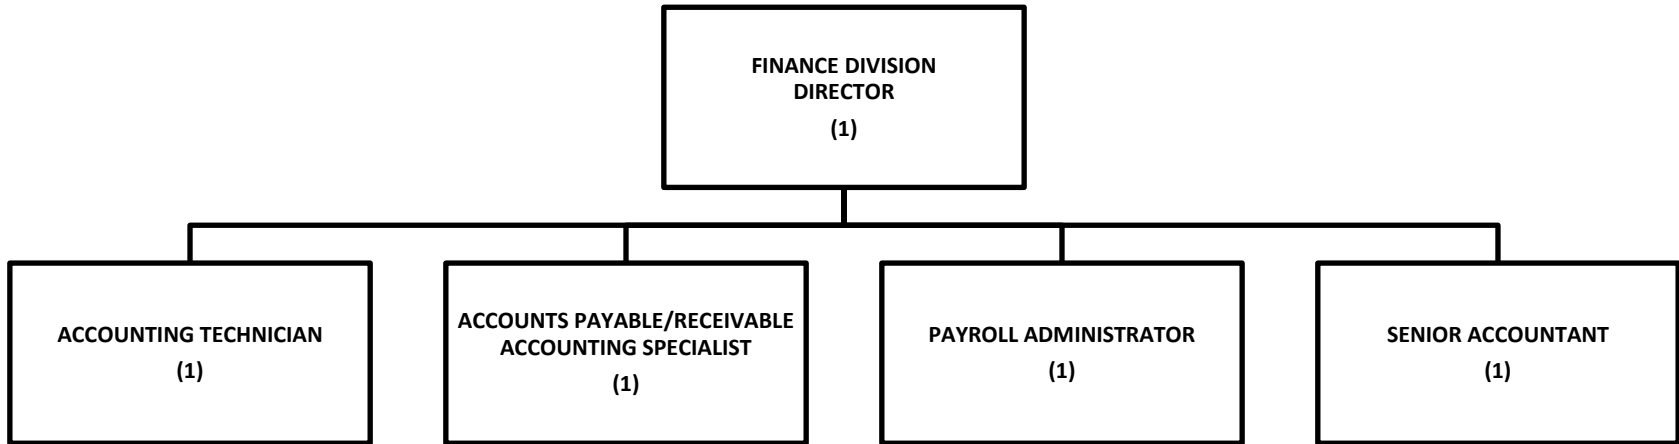 FINANCE DIVISION
DIRECTOR
(1)
ACCOUNTING TECHNICIAN
(1)
ACCOUNTS PAYABLE/RECEIVABLE
ACCOUNTING SPECIALIST
(1)
PAYROLL ADMINISTRATOR
(1)
SENIOR ACCOUNTANT
(1)